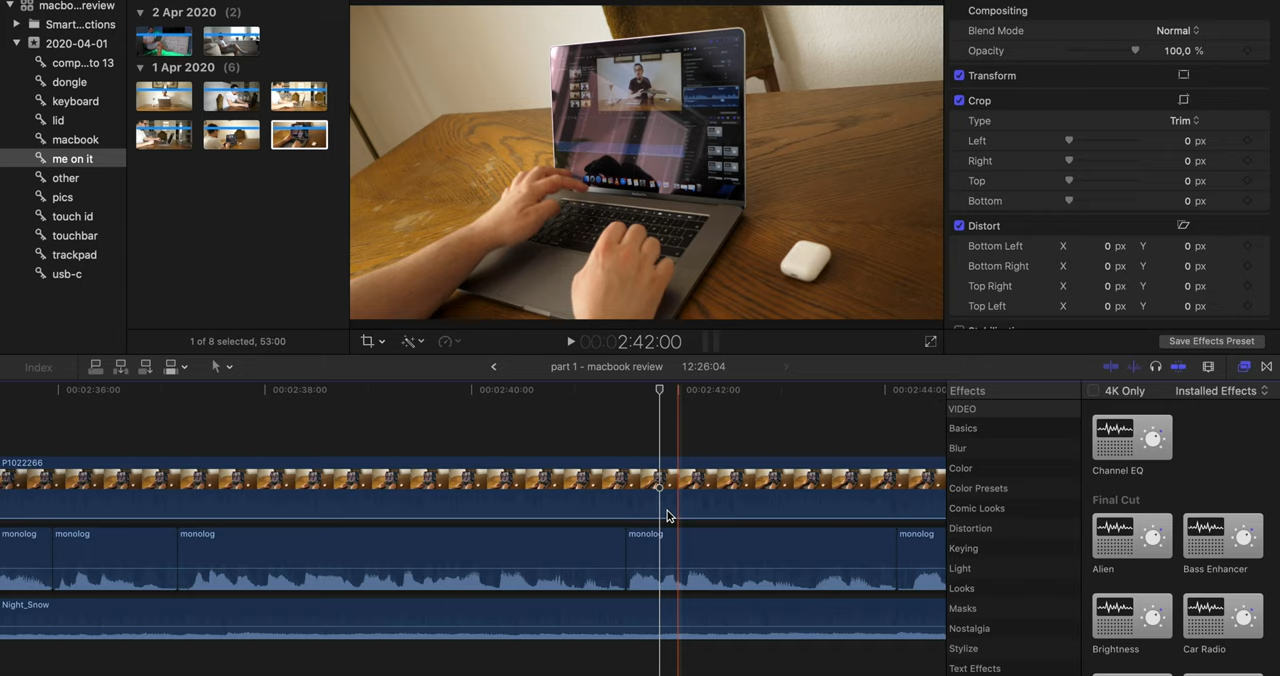 macbo...review
Smart...ctions
2020-04-01
comp...to 13
dongle
keyboard
lid
macbook
me on it
other
pics
touch id
touchbar
trackpad
usb-c
2 Apr 2020 (2)
1 Apr 2020 (6)
1 of 8 selected, 53:00
00:00:02:42:00
Compositing
Blend Mode Normal
Opacity 100,0 %
Transform
Crop
Type Trim
Left 0 px
Right 0 px
Top 0 px
Bottom 0 px
Distort
Bottom Left X 0 px Y 0 px
Bottom Right X 0 px Y 0 px
Top Right X 0 px Y 0 px
Top Left X 0 px Y 0 px
Save Effects Preset
Index
part 1 - macbook review 12:26:04
00:02:36:00 00:02:38:00 00:02:40:00 00:02:42:00 00:02:44:00
P1022266
monolog monolog monolog monolog monolog
Night_Snow
Effects
4K Only Installed Effects
VIDEO
Basics
Blur
Color
Color Presets
Comic Looks
Distortion
Keying
Light
Looks
Masks
Nostalgia
Stylize
Text Effects
Channel EQ
Final Cut
Alien Bass Enhancer
Brightness Car Radio